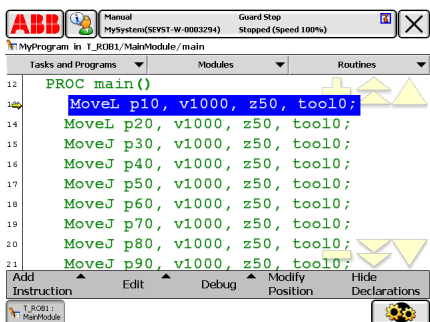 ABB
Manual
Guard Stop
MySystem(SEVST-W-0003294)
Stopped (Speed 100%)
MyProgram in T_ROB1/MainModule/main
Tasks and Programs
Modules
Routines
12 PROC main()
MoveL p10, v1000, z50, tool0;
14 MoveL p20, v1000, z50, tool0;
15 MoveJ p30, v1000, z50, tool0;
16 MoveJ p40, v1000, z50, tool0;
17 MoveJ p50, v1000, z50, tool0;
18 MoveJ p60, v1000, z50, tool0;
19 MoveJ p70, v1000, z50, tool0;
20 MoveJ p80, v1000, z50, tool0;
21 MoveJ p90, v1000, z50, tool0;
Add Instruction
Edit
Debug
Modify Position
Hide Declarations
T_ROB1:
MainModule